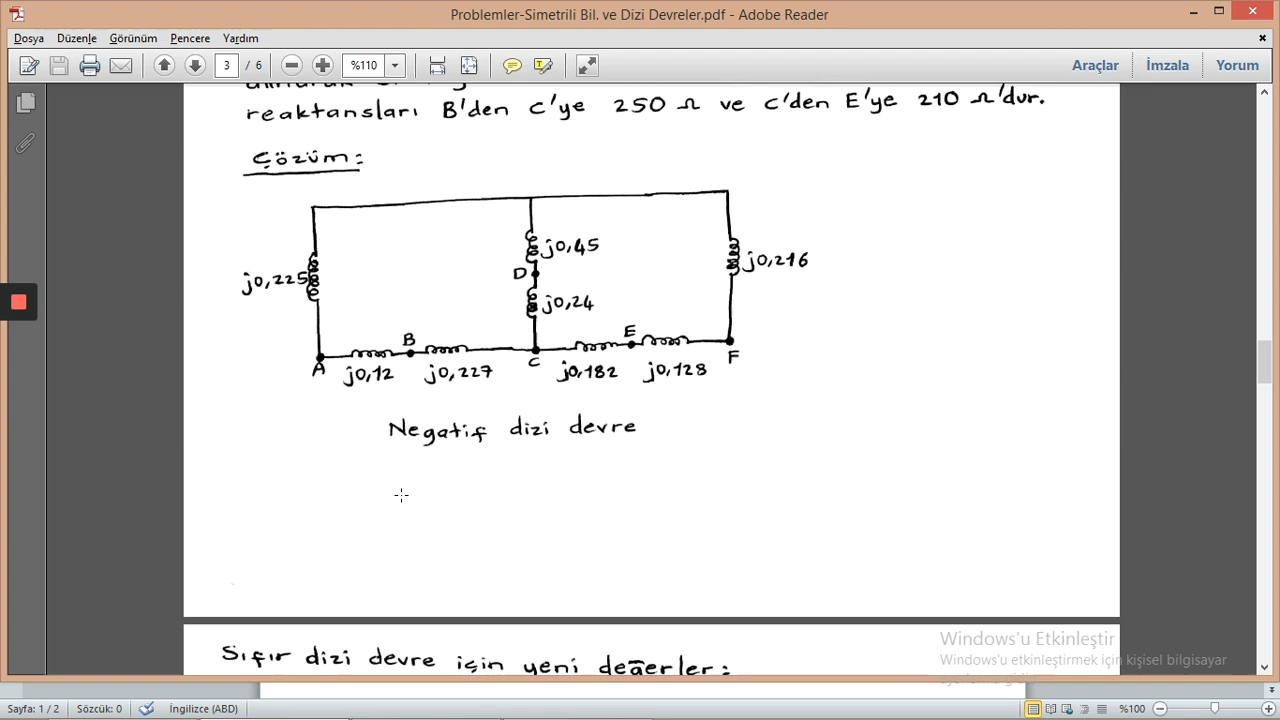 Problemler-Simetrili Bil. ve Dizi Devreler.pdf - Adobe Reader
Dosya Düzenle Görünüm Pencere Yardım
3 / 6 %110 Araçlar İmzala Yorum
reaktansları B'den C'ye 250 Ω ve C'den E'ye 210 Ω'dur.
Çözüm:
j0,225
j0,45
D
j0,24
j0,216
A
j0,12
B
j0,227
C
j0,182
E
j0,128
F
Negatif dizi devre
Sıfır dizi devre için yeni değerler:
Windows'u Etkinleştir
Windows'u etkinleştirmek için kişisel bilgisayar
Sayfa: 1 / 2 Sözcük: 0 İngilizce (ABD) %100